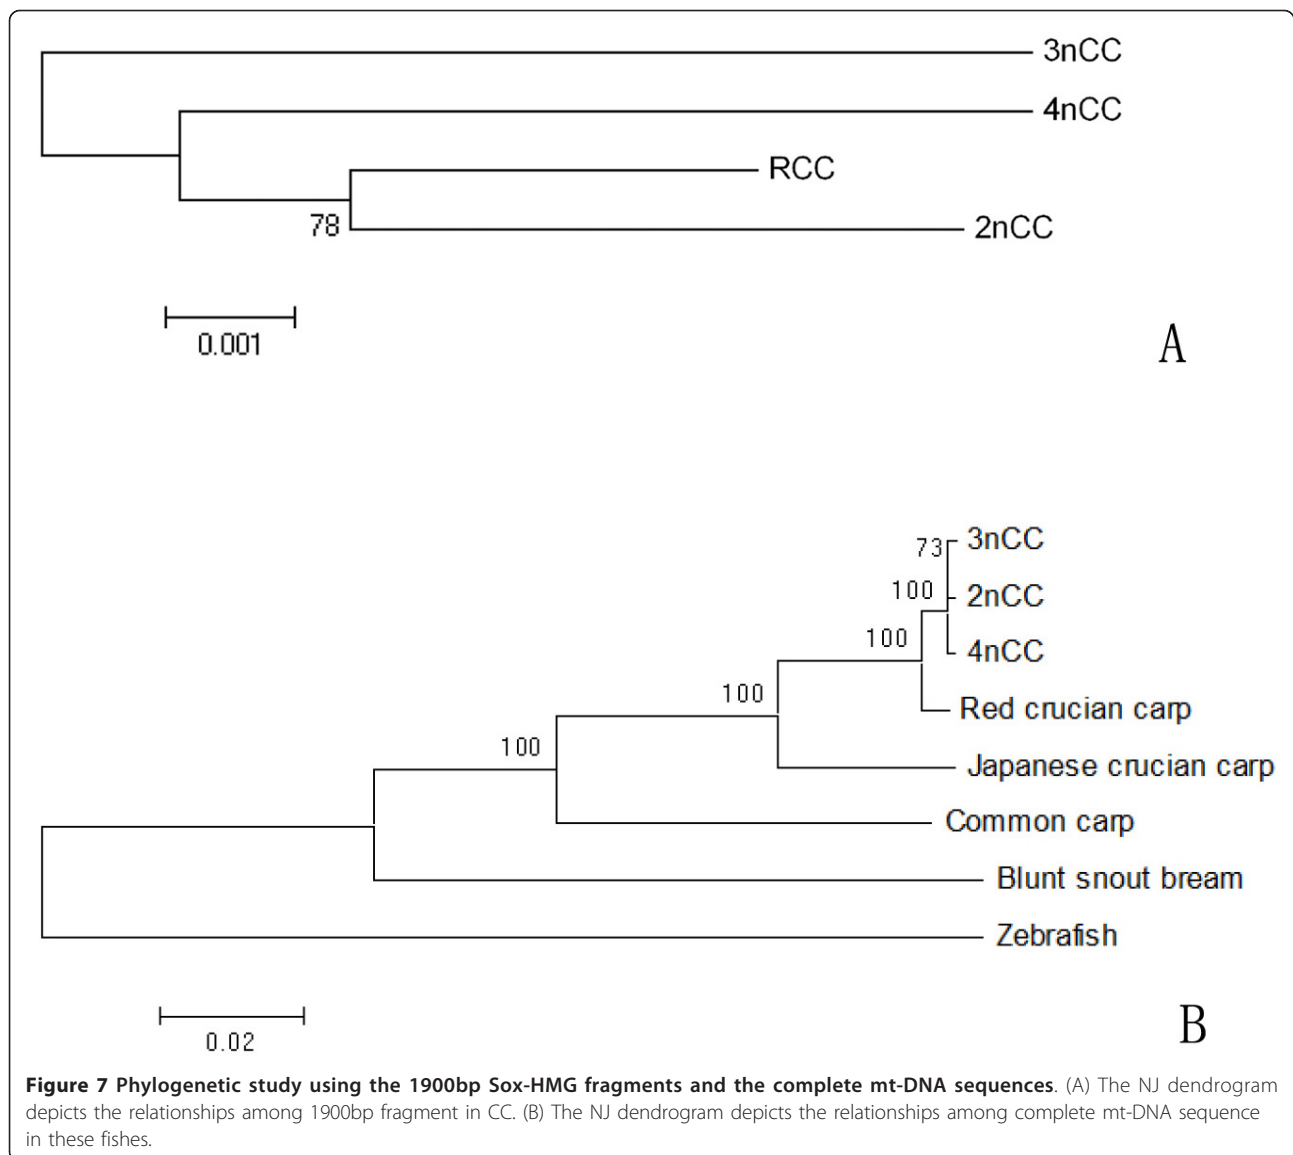 3nCC
4nCC
RCC
78
2nCC
0.001
A
73
3nCC
100
2nCC
100
4nCC
100
Red crucian carp
100
Japanese crucian carp
Common carp
Blunt snout bream
Zebrafish
0.02
B
Figure 7 Phylogenetic study using the 1900bp Sox-HMG fragments and the complete mt-DNA sequences. (A) The NJ dendrogram
depicts the relationships among 1900bp fragment in CC. (B) The NJ dendrogram depicts the relationships among complete mt-DNA sequence
in these fishes.